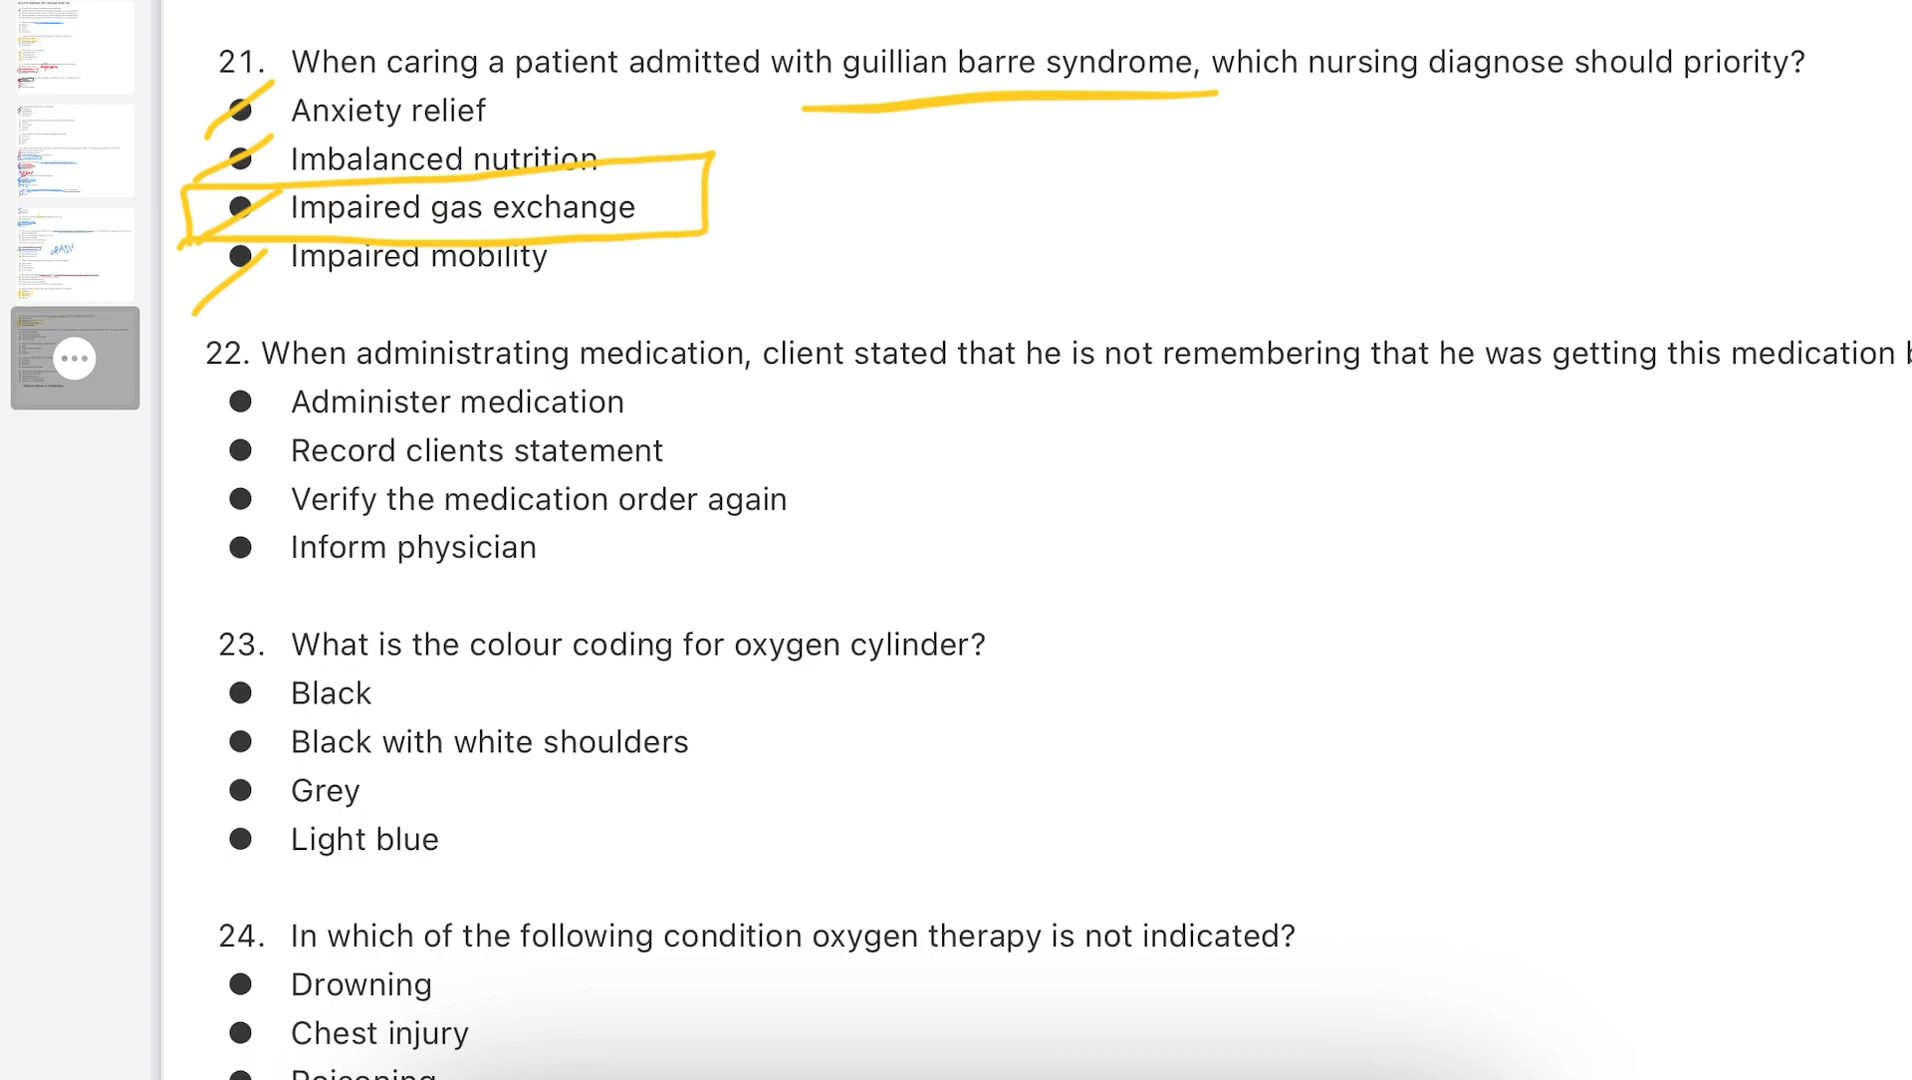 21. When caring a patient admitted with guillian barre syndrome, which nursing diagnose should priority?
● Anxiety relief
● Imbalanced nutrition
● Impaired gas exchange
● Impaired mobility
22. When administrating medication, client stated that he is not remembering that he was getting this medication
● Administer medication
● Record clients statement
● Verify the medication order again
● Inform physician
23. What is the colour coding for oxygen cylinder?
● Black
● Black with white shoulders
● Grey
● Light blue
24. In which of the following condition oxygen therapy is not indicated?
● Drowning
● Chest injury
● Poisoning